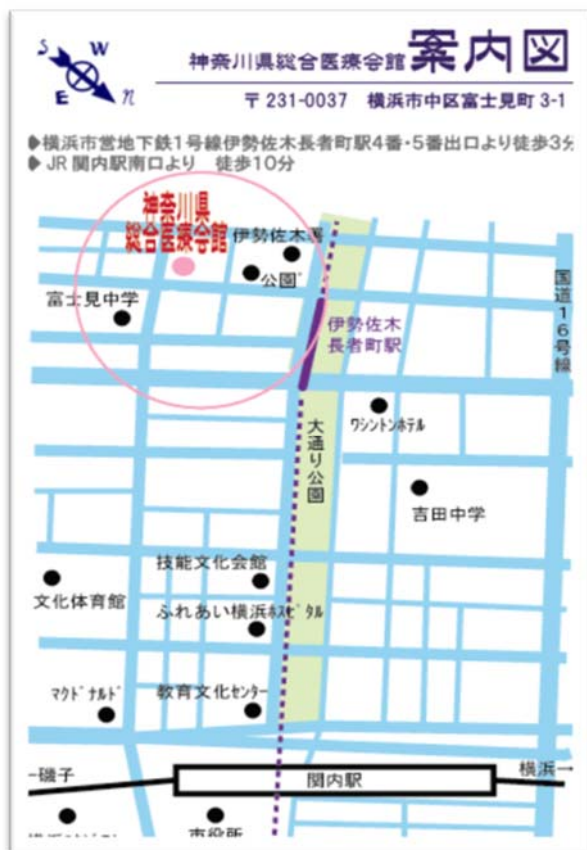 S W
E n
神奈川県総合医療会館 案内図
〒231-0037 横浜市中区富士見町 3-1
▶横浜市営地下鉄1号線伊勢佐木長者町駅4番・5番出口より徒歩3分
▶ JR 関内駅南口より 徒歩10分
神奈川県
総合医療会館
伊勢佐木署
公園
富士見中学
国道16号線
伊勢佐木
長者町駅
ワシントンホテル
大通り公園
吉田中学
技能文化会館
文化体育館
ふれあい横浜ホスピタル
マクドナルド
教育文化センター
←磯子
関内駅
横浜→
市役所